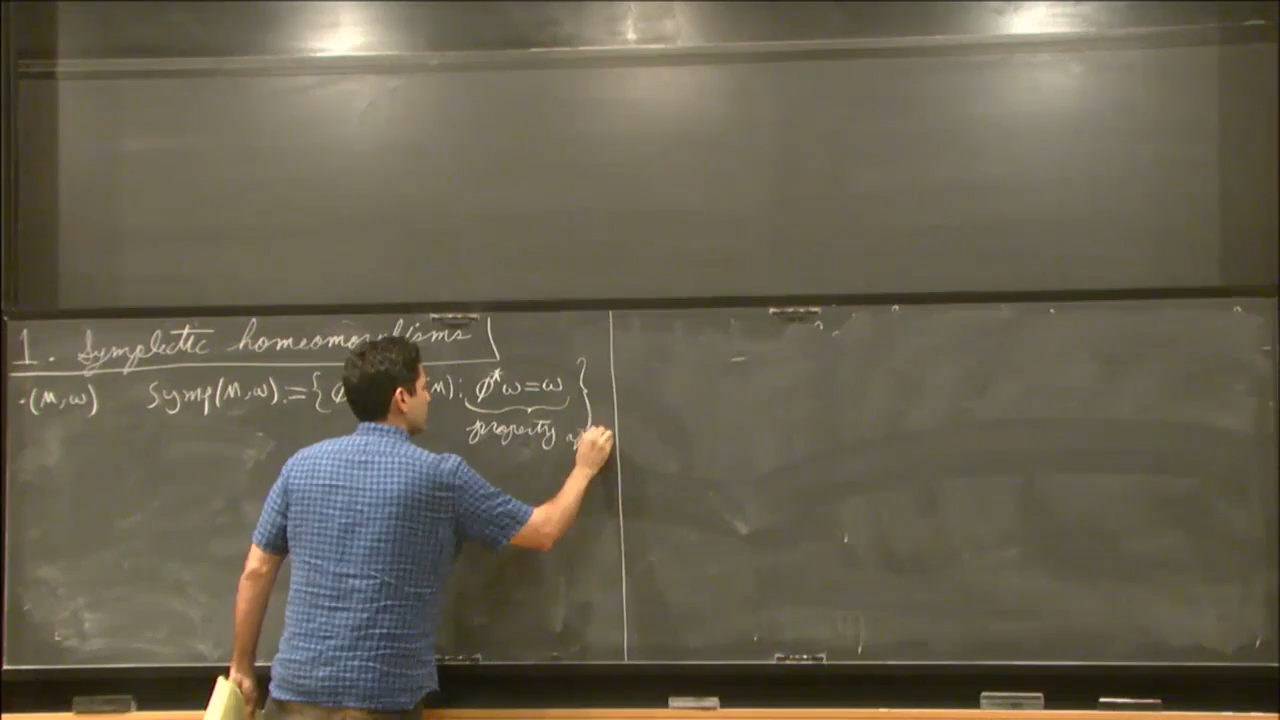 1. Symplectic homeomorphisms
·(M,ω) Symp(M,ω) := {ϕ M): ϕ*ω=ω}
property